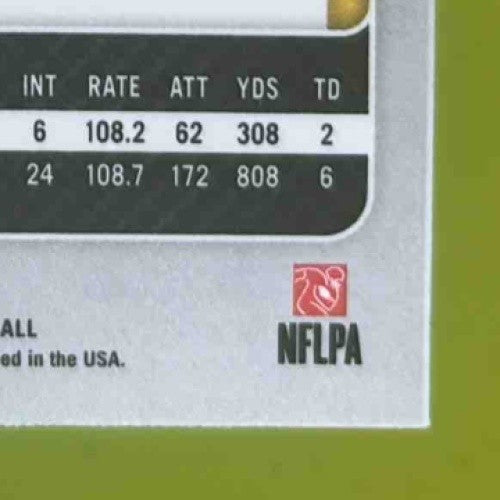 INT RATE ATT YDS TD
6 108.2 62 308 2
24 108.7 172 808 6
ALL
ed in the USA.
NFLPA